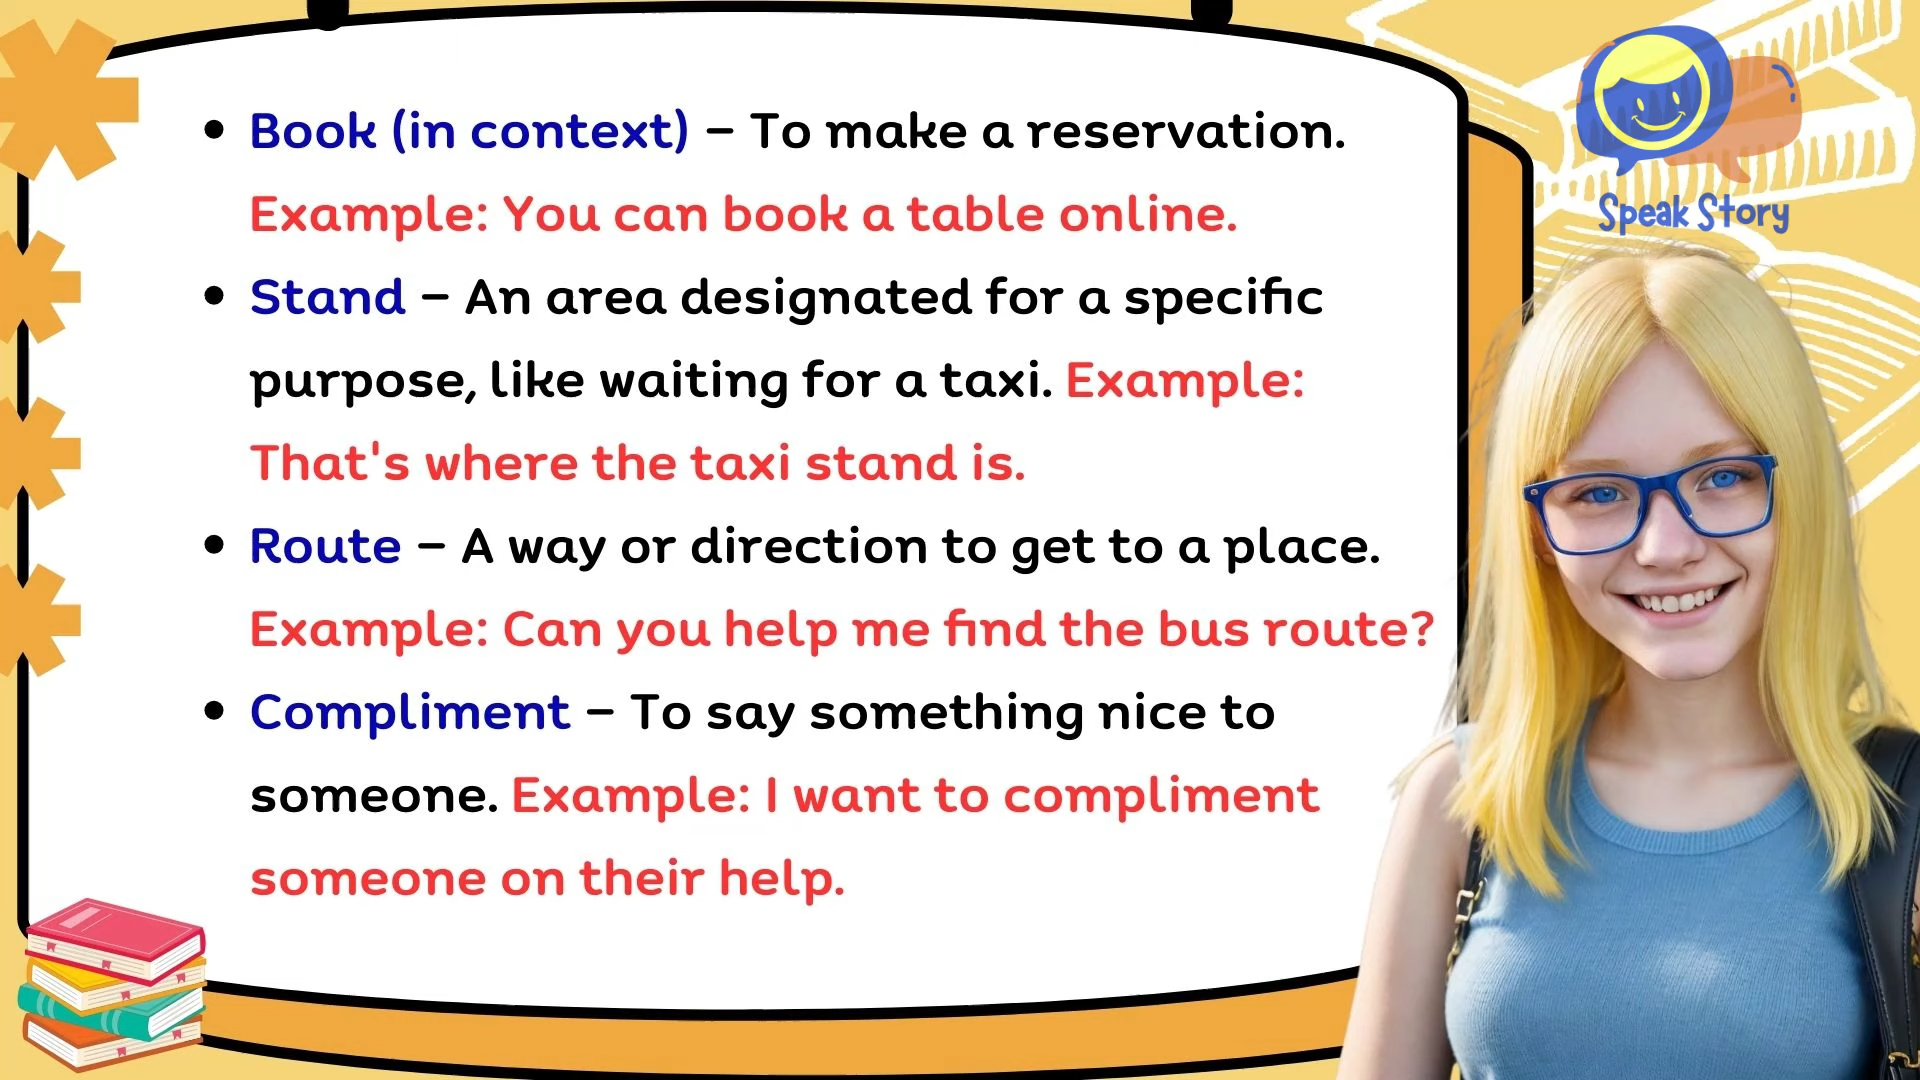 Book (in context) – To make a reservation.
Example: You can book a table online.
Stand – An area designated for a specific
purpose, like waiting for a taxi. Example:
That's where the taxi stand is.
Route – A way or direction to get to a place.
Example: Can you help me find the bus route?
Compliment – To say something nice to
someone. Example: I want to compliment
someone on their help.
Speak Story